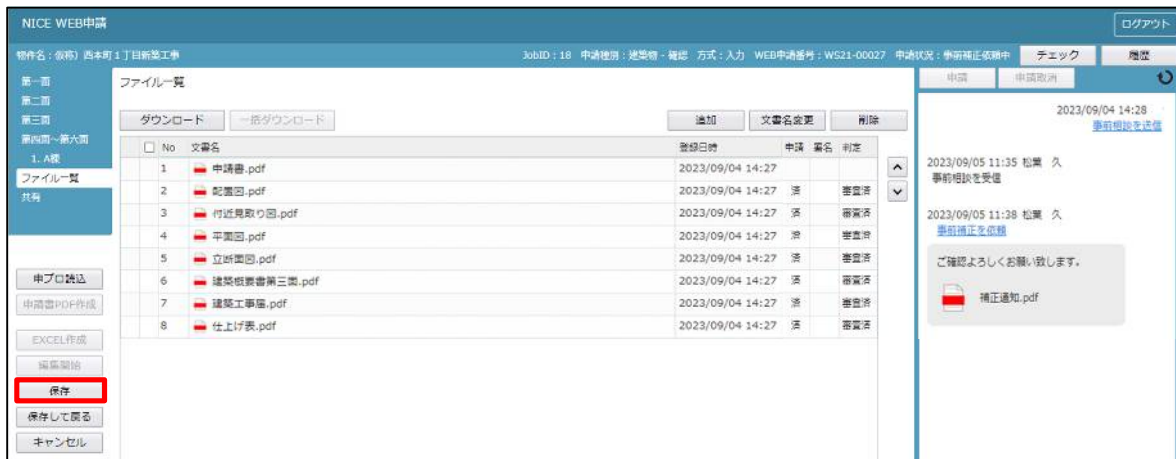 NICE WEB申請
ログアウト
物件名：仮称）西本町１丁目新築工事
JobID：18 申請種別：建築物 - 確認 方式：入力 WEB申請番号：WS21-00027 申請状況：事前補正依頼中
チェック
履歴
第一面
第二面
第三面
第四面～第六面
1. A棟
ファイル一覧
共有
申プロ読込
申請書PDF作成
EXCEL作成
編集開始
保存
保存して戻る
キャンセル
ファイル一覧
ダウンロード
一括ダウンロード
追加
文書名変更
削除
No 文書名 登録日時 申請 署名 判定
1 申請書.pdf 2023/09/04 14:27
2 配置図.pdf 2023/09/04 14:27 済 審査済
3 付近見取り図.pdf 2023/09/04 14:27 済 審査済
4 平面図.pdf 2023/09/04 14:27 済 審査済
5 立断面図.pdf 2023/09/04 14:27 済 審査済
6 建築概要書第三面.pdf 2023/09/04 14:27 済 審査済
7 建築工事届.pdf 2023/09/04 14:27 済 審査済
8 仕上げ表.pdf 2023/09/04 14:27 済 審査済
申請
申請取消
2023/09/04 14:28
事前相談を送信
2023/09/05 11:35 松葉 久
事前相談を受信
2023/09/05 11:38 松葉 久
事前補正を依頼
ご確認よろしくお願い致します。
補正通知.pdf